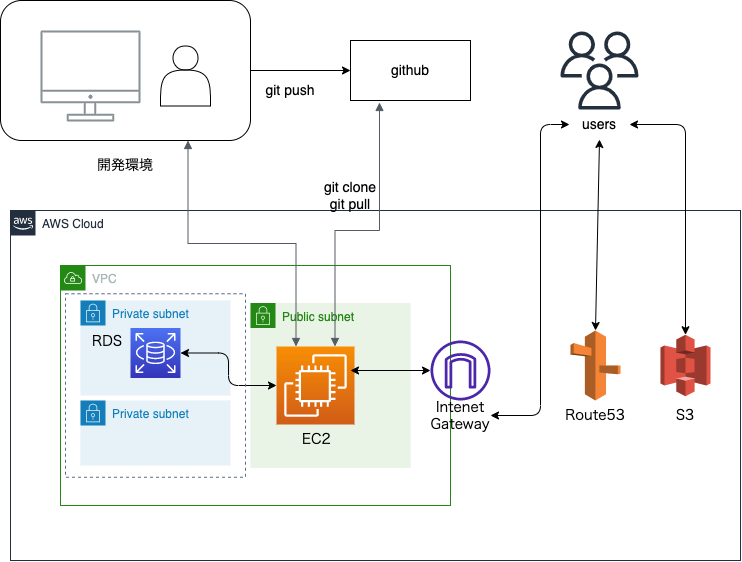 github
git push
users
開発環境
git clone
git pull
aws
AWS Cloud
VPC
Private subnet
Public subnet
RDS
Private subnet
EC2
Intenet
Gateway
Route53
S3